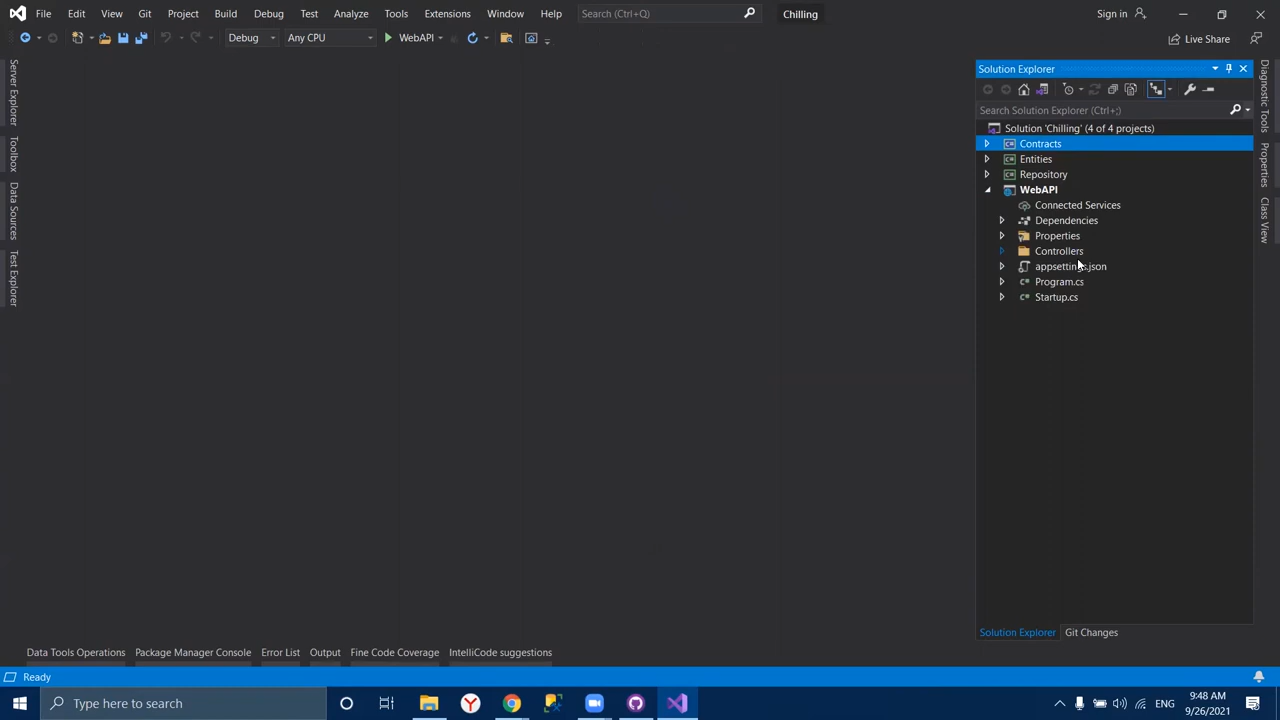 File Edit View Git Project Build Debug Test Analyze Tools Extensions Window Help Search (Ctrl+Q) Chilling Sign in
Debug Any CPU WebAPI Live Share
Server Explorer
Toolbox
Data Sources
Test Explorer
Solution Explorer
Search Solution Explorer (Ctrl+;)
Solution 'Chilling' (4 of 4 projects)
Contracts
Entities
Repository
WebAPI
Connected Services
Dependencies
Properties
Controllers
appsettings.json
Program.cs
Startup.cs
Solution Explorer Git Changes
Diagnostic Tools
Properties
Class View
Data Tools Operations Package Manager Console Error List Output Fine Code Coverage IntelliCode suggestions
Ready
Type here to search ENG 9:48 AM
9/26/2021